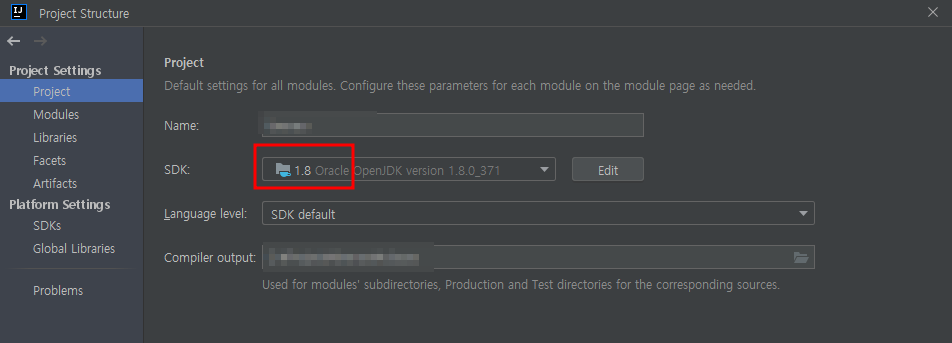 IJ Project Structure
Project Settings
Project
Modules
Libraries
Facets
Artifacts
Platform Settings
SDKs
Global Libraries
Problems
Project
Default settings for all modules. Configure these parameters for each module on the module page as needed.
Name:
SDK: 1.8 Oracle OpenJDK version 1.8.0_371 Edit
Language level: SDK default
Compiler output:
Used for modules' subdirectories, Production and Test directories for the corresponding sources.